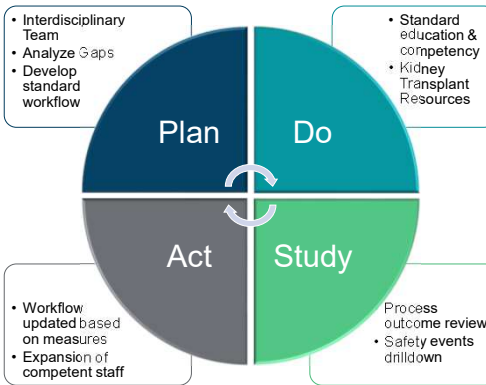 • Interdisciplinary
Team
• Analyze Gaps
• Develop
standard
workflow
• Standard
education &
competency
• Kidney
Transplant
Resources
Plan
Do
Act
Study
• Workflow
updated based
on measures
• Expansion of
competent staff
Process
outcome review
• Safety events
drilldown